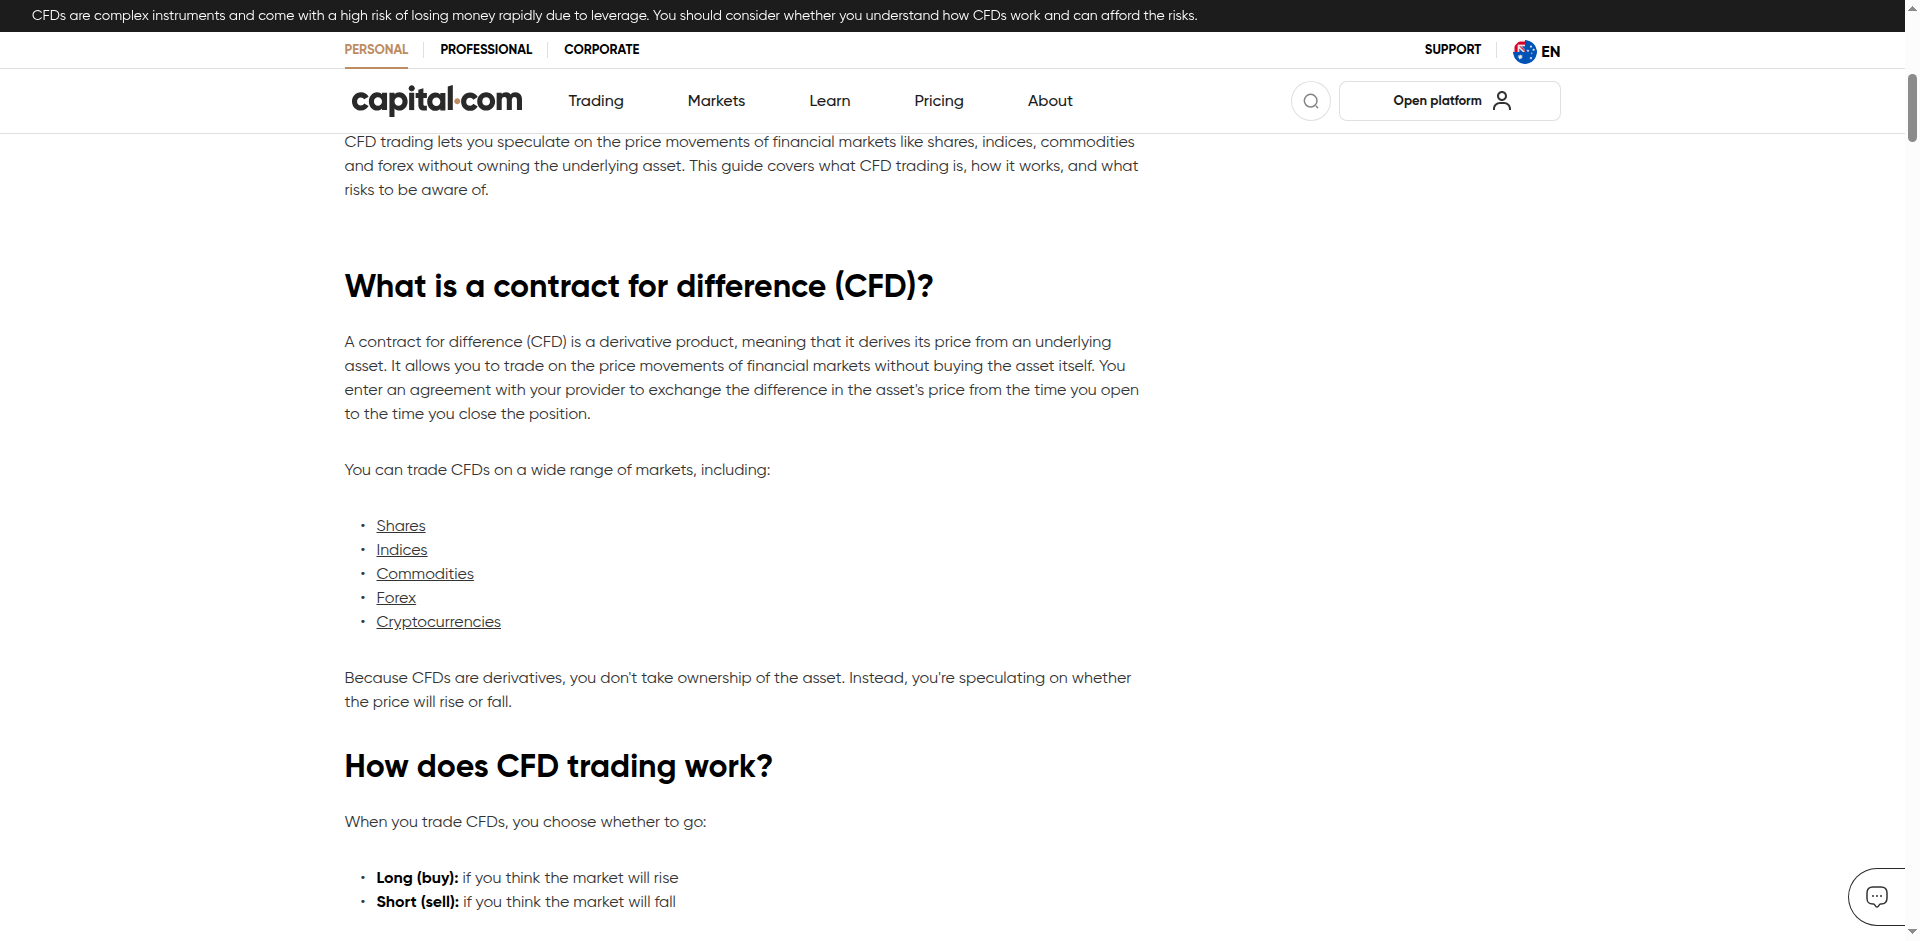 CFDs are complex instruments and come with a high risk of losing money rapidly due to leverage. You should consider whether you understand how CFDs work and can afford the risks.
PERSONAL PROFESSIONAL CORPORATE SUPPORT EN
capital.com Trading Markets Learn Pricing About Open platform
CFD trading lets you speculate on the price movements of financial markets like shares, indices, commodities
and forex without owning the underlying asset. This guide covers what CFD trading is, how it works, and what
risks to be aware of.
What is a contract for difference (CFD)?
A contract for difference (CFD) is a derivative product, meaning that it derives its price from an underlying
asset. It allows you to trade on the price movements of financial markets without buying the asset itself. You
enter an agreement with your provider to exchange the difference in the asset's price from the time you open
to the time you close the position.
You can trade CFDs on a wide range of markets, including:
• Shares
• Indices
• Commodities
• Forex
• Cryptocurrencies
Because CFDs are derivatives, you don't take ownership of the asset. Instead, you're speculating on whether
the price will rise or fall.
How does CFD trading work?
When you trade CFDs, you choose whether to go:
• Long (buy): if you think the market will rise
• Short (sell): if you think the market will fall